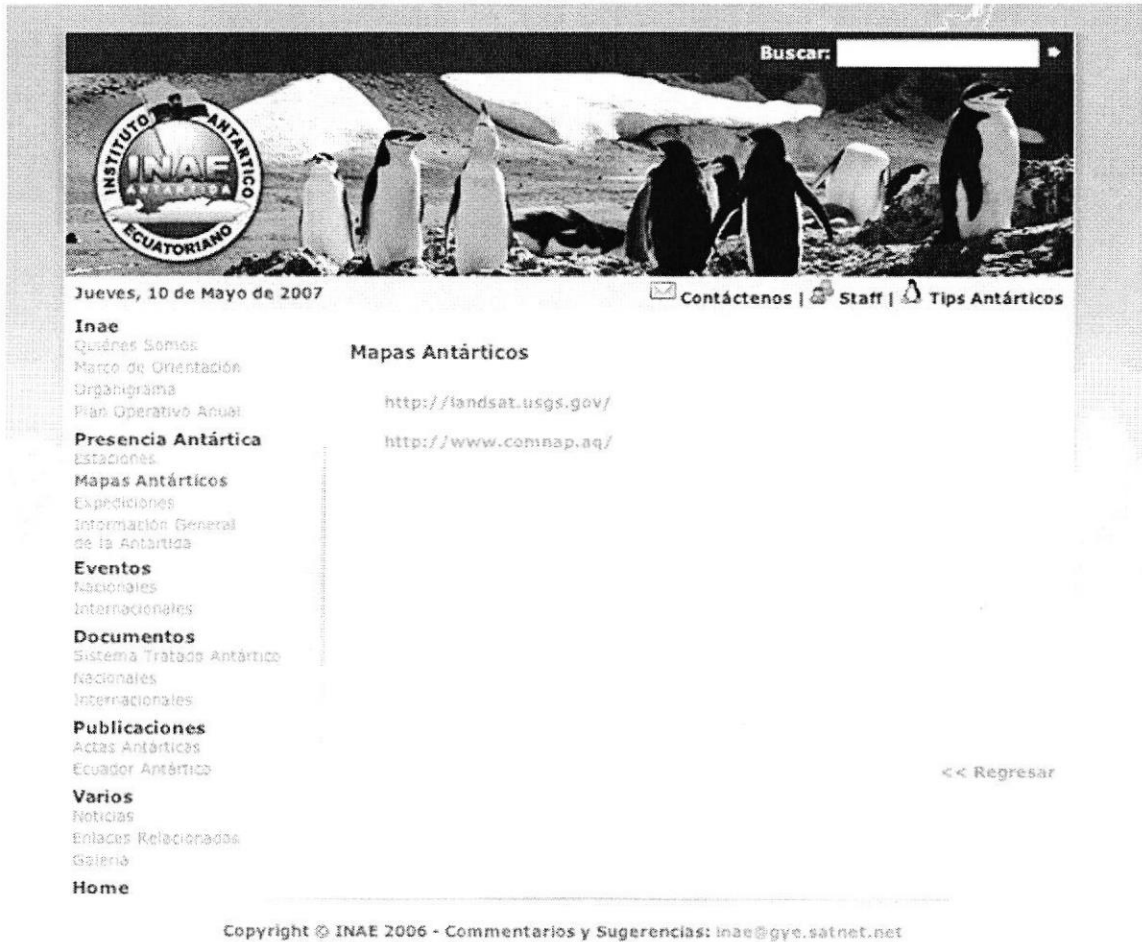 Buscar:
INSTITUTO ANTARTICO
INAE
ANTARTIDA
ECUATORIANO
Jueves, 10 de Mayo de 2007
Contáctenos | Staff | Tips Antárticos
Inae
Quiénes Somos
Marco de Orientación
Organigrama
Plan Operativo Anual
Presencia Antártica
Estaciones
Mapas Antárticos
Expediciones
Información General
de la Antártida
Eventos
Nacionales
Internacionales
Documentos
Sistema Tratado Antártico
Nacionales
Internacionales
Publicaciones
Actas Antárticas
Ecuador Antártico
Varios
Noticias
Enlaces Relacionados
Galeria
Home
Mapas Antárticos
http://landsat.usgs.gov/
http://www.comnap.aq/
<< Regresar
Copyright © INAE 2006 - Commentarios y Sugerencias: inae@gye.satnet.net